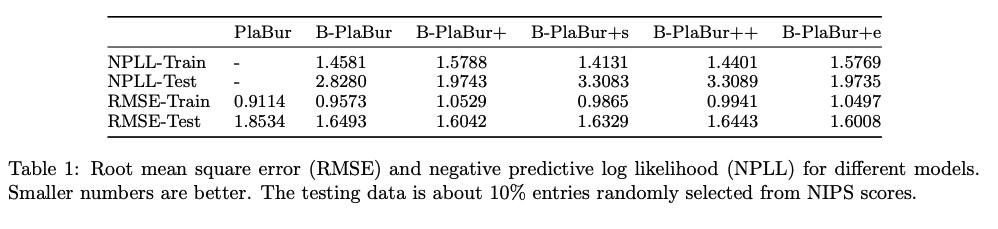 PlaBur B-PlaBur B-PlaBur+ B-PlaBur+s B-PlaBur++ B-PlaBur+e
NPLL-Train - 1.4581 1.5788 1.4131 1.4401 1.5769
NPLL-Test - 2.8280 1.9743 3.3083 3.3089 1.9735
RMSE-Train 0.9114 0.9573 1.0529 0.9865 0.9941 1.0497
RMSE-Test 1.8534 1.6493 1.6042 1.6329 1.6443 1.6008
Table 1: Root mean square error (RMSE) and negative predictive log likelihood (NPLL) for different models.
Smaller numbers are better. The testing data is about 10% entries randomly selected from NIPS scores.